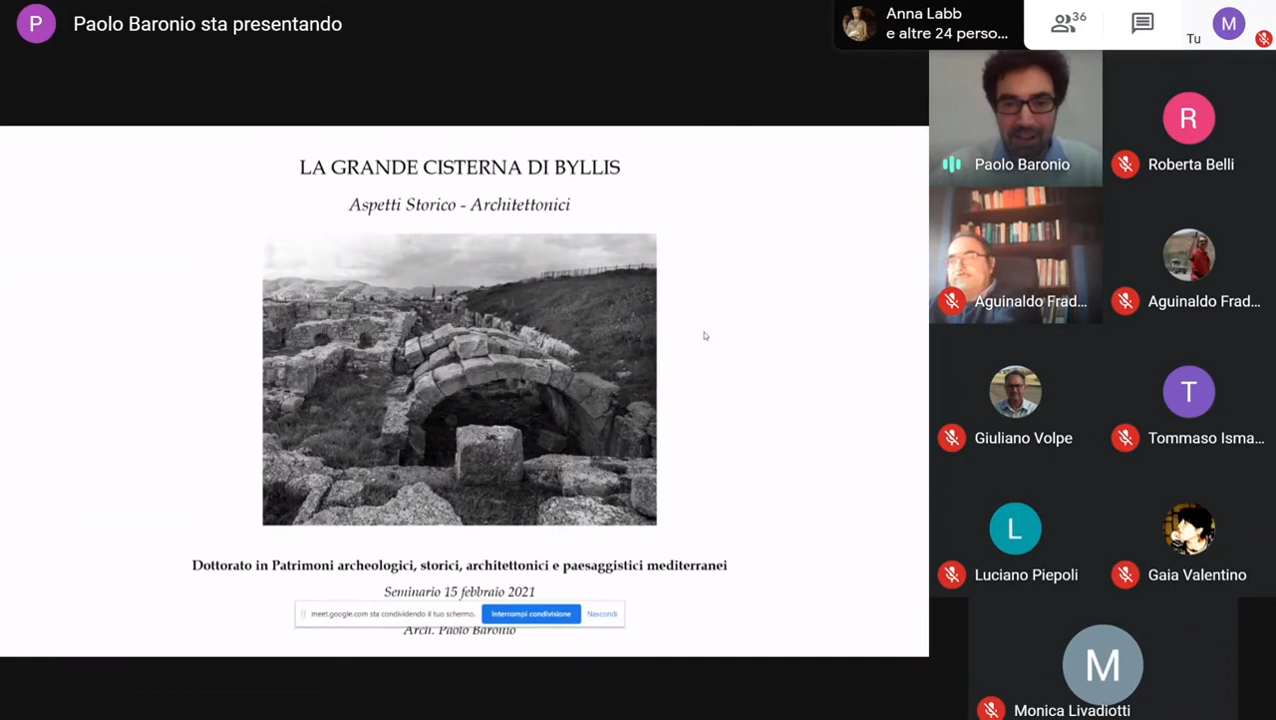 P
Paolo Baronio sta presentando
Anna Labb
e altre 24 perso...
36
Tu
M
LA GRANDE CISTERNA DI BYLLIS
Aspetti Storico - Architettonici
Dottorato in Patrimoni archeologici, storici, architettonici e paesaggistici mediterranei
Seminario 15 febbraio 2021
meet.google.com sta condividendo il tuo schermo.
Interrompi condivisione
Nascondi
Arch. Paolo Baronio
Paolo Baronio
R
Roberta Belli
Aguinaldo Frad...
Aguinaldo Frad...
Giuliano Volpe
T
Tommaso Isma...
L
Luciano Piepoli
Gaia Valentino
M
Monica Livadiotti